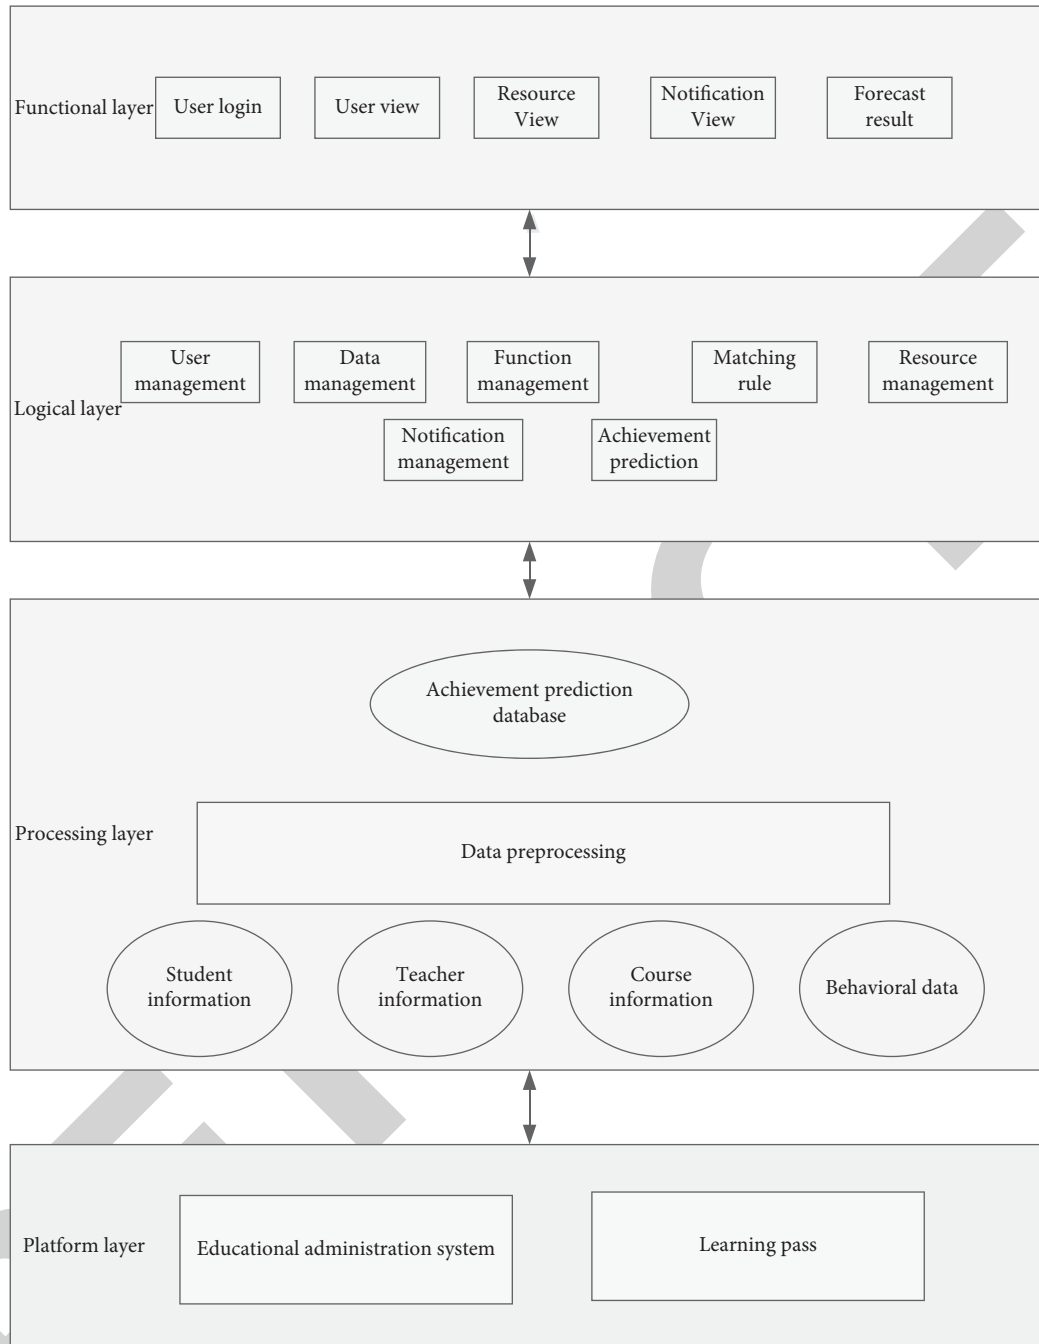 Functional layer
User login
User view
Resource
View
Notification
View
Forecast
result
Logical layer
User
management
Data
management
Function
management
Matching
rule
Resource
management
Notification
management
Achievement
prediction
Processing layer
Achievement prediction
database
Data preprocessing
Student
information
Teacher
information
Course
information
Behavioral data
Platform layer
Educational administration system
Learning pass